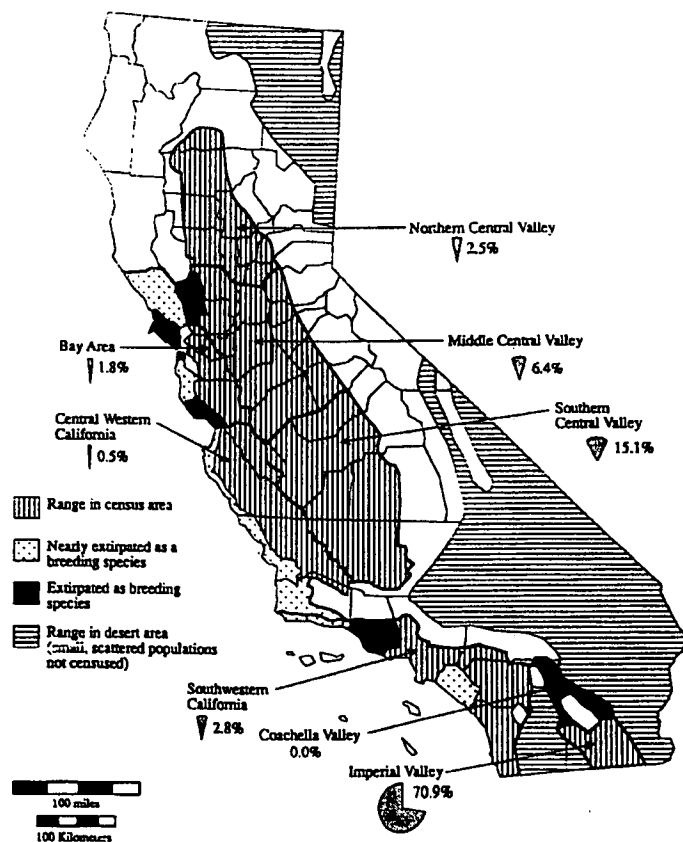 Northern Central Valley
2.5%
Bay Area
1.8%
Middle Central Valley
6.4%
Central Western
California
0.5%
Southern
Central Valley
15.1%
Range in census area
Nearly extirpated as a
breeding species
Extirpated as breeding
species
Range in desert area
(small, scattered populations
not censused)
Southwestern
California
2.8%
Coachella Valley
0.0%
Imperial Valley
70.9%
100 miles
100 Kilometers